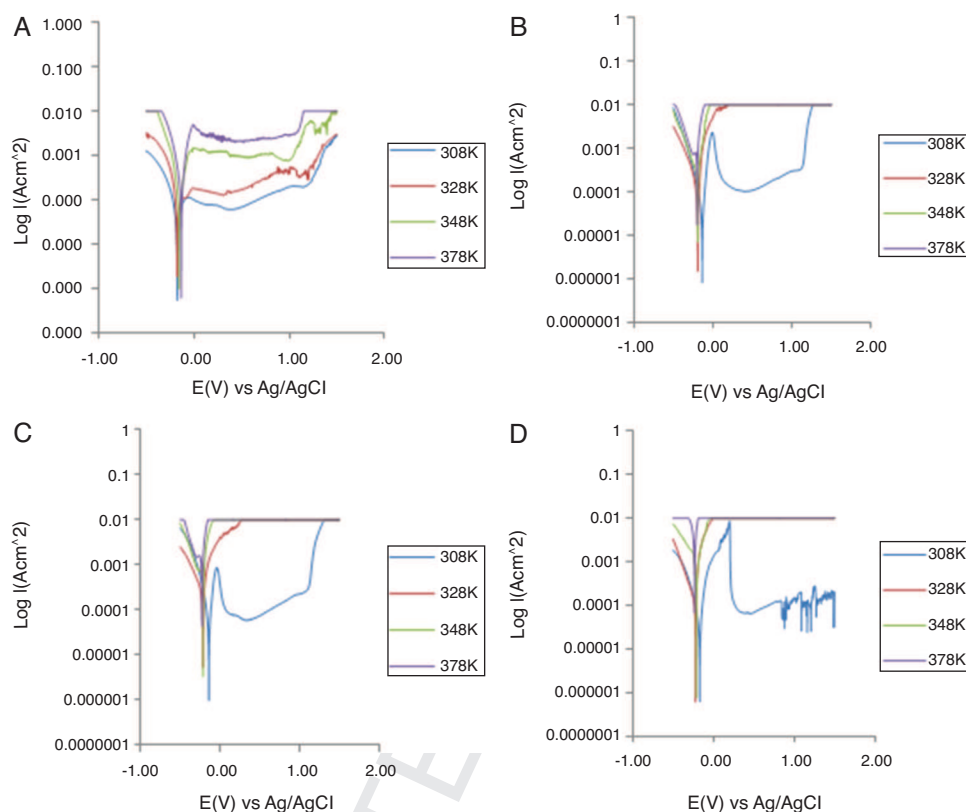 A
1.000
0.100
0.010
0.001
0.000
0.000
0.000
Log I(Acm^2)
-1.00
0.00
1.00
2.00
E(V) vs Ag/AgCl
308K
328K
348K
378K
B
1
0.1
0.01
0.001
0.0001
0.00001
0.000001
0.0000001
Log I(Acm^2)
-1.00
0.00
1.00
2.00
E(V) vs Ag/AgCl
308K
328K
348K
378K
C
1
0.1
0.01
0.001
0.0001
0.00001
0.000001
0.0000001
Log I(Acm^2)
-1.00
0.00
1.00
2.00
E(V) vs Ag/AgCl
308K
328K
348K
378K
D
1
0.1
0.01
0.001
0.0001
0.00001
0.000001
0.0000001
Log I(Acm^2)
-1.00
0.00
1.00
2.00
E(V) vs Ag/AgCl
308K
328K
348K
378K
TE